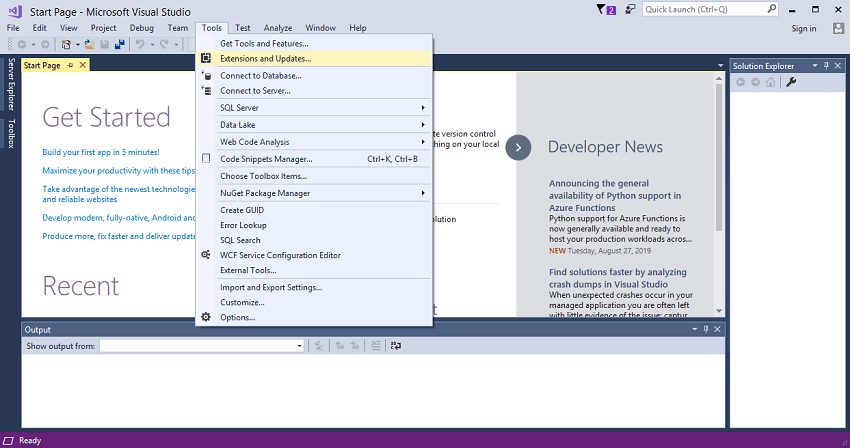 Start Page - Microsoft Visual Studio
2
Quick Launch (Ctrl+Q)
File Edit View Project Debug Team Tools Test Analyze Window Help
Sign in
Server Explorer
Toolbox
Start Page
Get Started
Build your first app in 5 minutes!
Maximize your productivity with these tips
Take advantage of the newest technologie
and reliable websites
Develop modern, fully-native, Android an
Produce more, fix faster and deliver update
Recent
Get Tools and Features...
Extensions and Updates...
Connect to Database...
Connect to Server...
SQL Server
Data Lake
Web Code Analysis
Code Snippets Manager... Ctrl+K, Ctrl+B
Choose Toolbox Items...
NuGet Package Manager
Create GUID
Error Lookup
SQL Search
WCF Service Configuration Editor
External Tools...
Import and Export Settings...
Customize...
Options...
te version control
hing on your local
olution
Developer News
Announcing the general
availability of Python support in
Azure Functions
Python support for Azure Functions is
now generally available and ready to
host your production workloads acros...
NEW Tuesday, August 27, 2019
Find solutions faster by analyzing
crash dumps in Visual Studio
When unexpected crashes occur in your
managed application you are often left
with little evidence of the issue; captur
Solution Explorer
Output
Show output from:
Ready